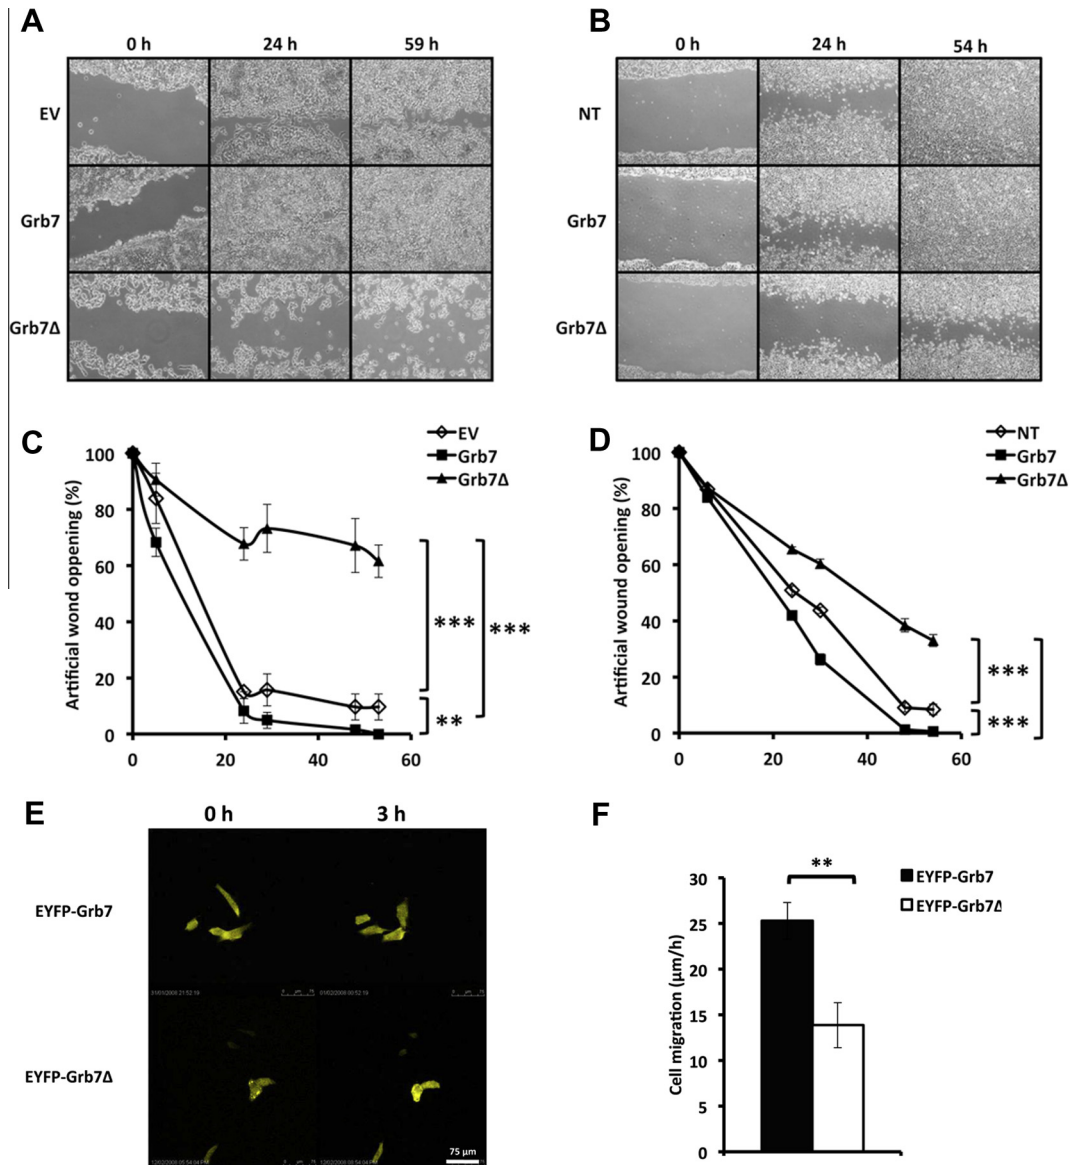 A
0 h 24 h 59 h
EV
Grb7
Grb7Δ
B
0 h 24 h 54 h
NT
Grb7
Grb7Δ
C
EV
Grb7
Grb7Δ
Artificial wond oppening (%)
100
80
60
40
20
0
0 20 40 60
***
***
**
D
NT
Grb7
Grb7Δ
Artificial wound opening (%)
100
80
60
40
20
0
0 20 40 60
***
***
E
0 h 3 h
EYFP-Grb7
EYFP-Grb7Δ
75 µm
F
**
EYFP-Grb7
EYFP-Grb7Δ
Cell migration (µm/h)
30
25
20
15
10
5
0